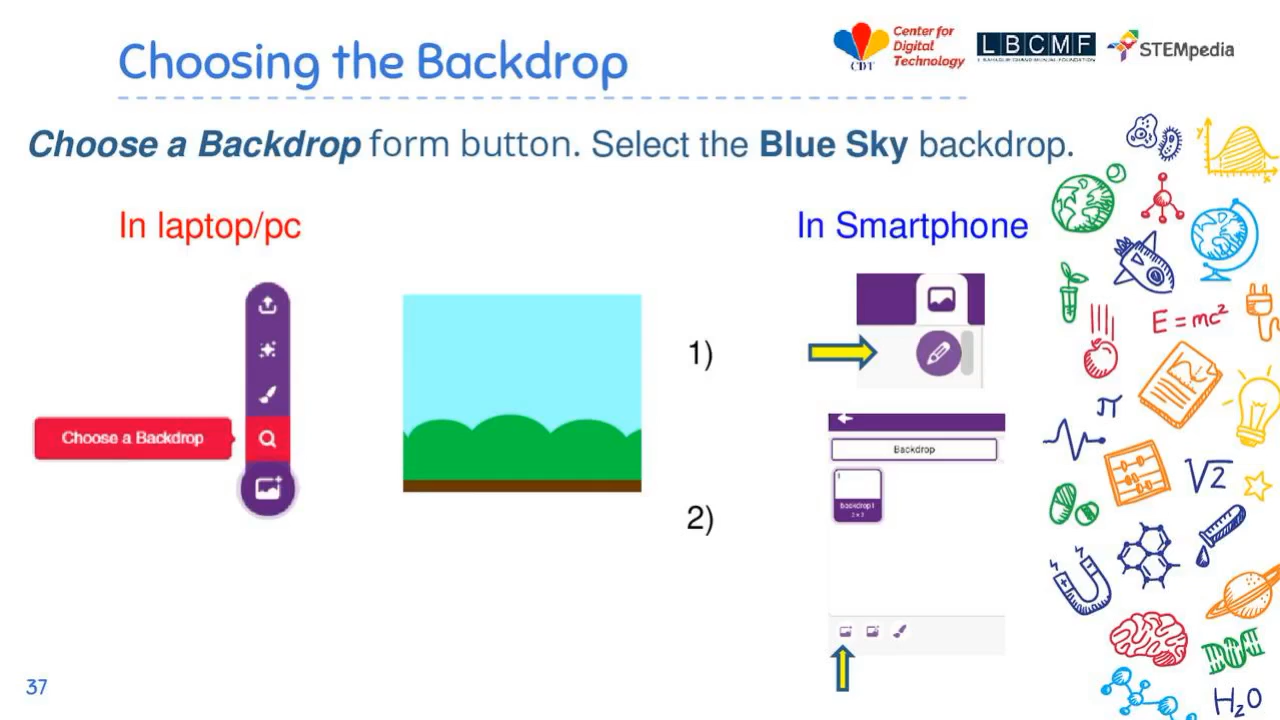 Choosing the Backdrop
Center for
Digital
Technology
CDT
LBCMF
STEMpedia
Choose a Backdrop form button. Select the Blue Sky backdrop.
In laptop/pc
In Smartphone
Choose a Backdrop
1)
Backdrop
1
backdrop1
2)
y
x
E = mc²
π
√2
H₂O
37